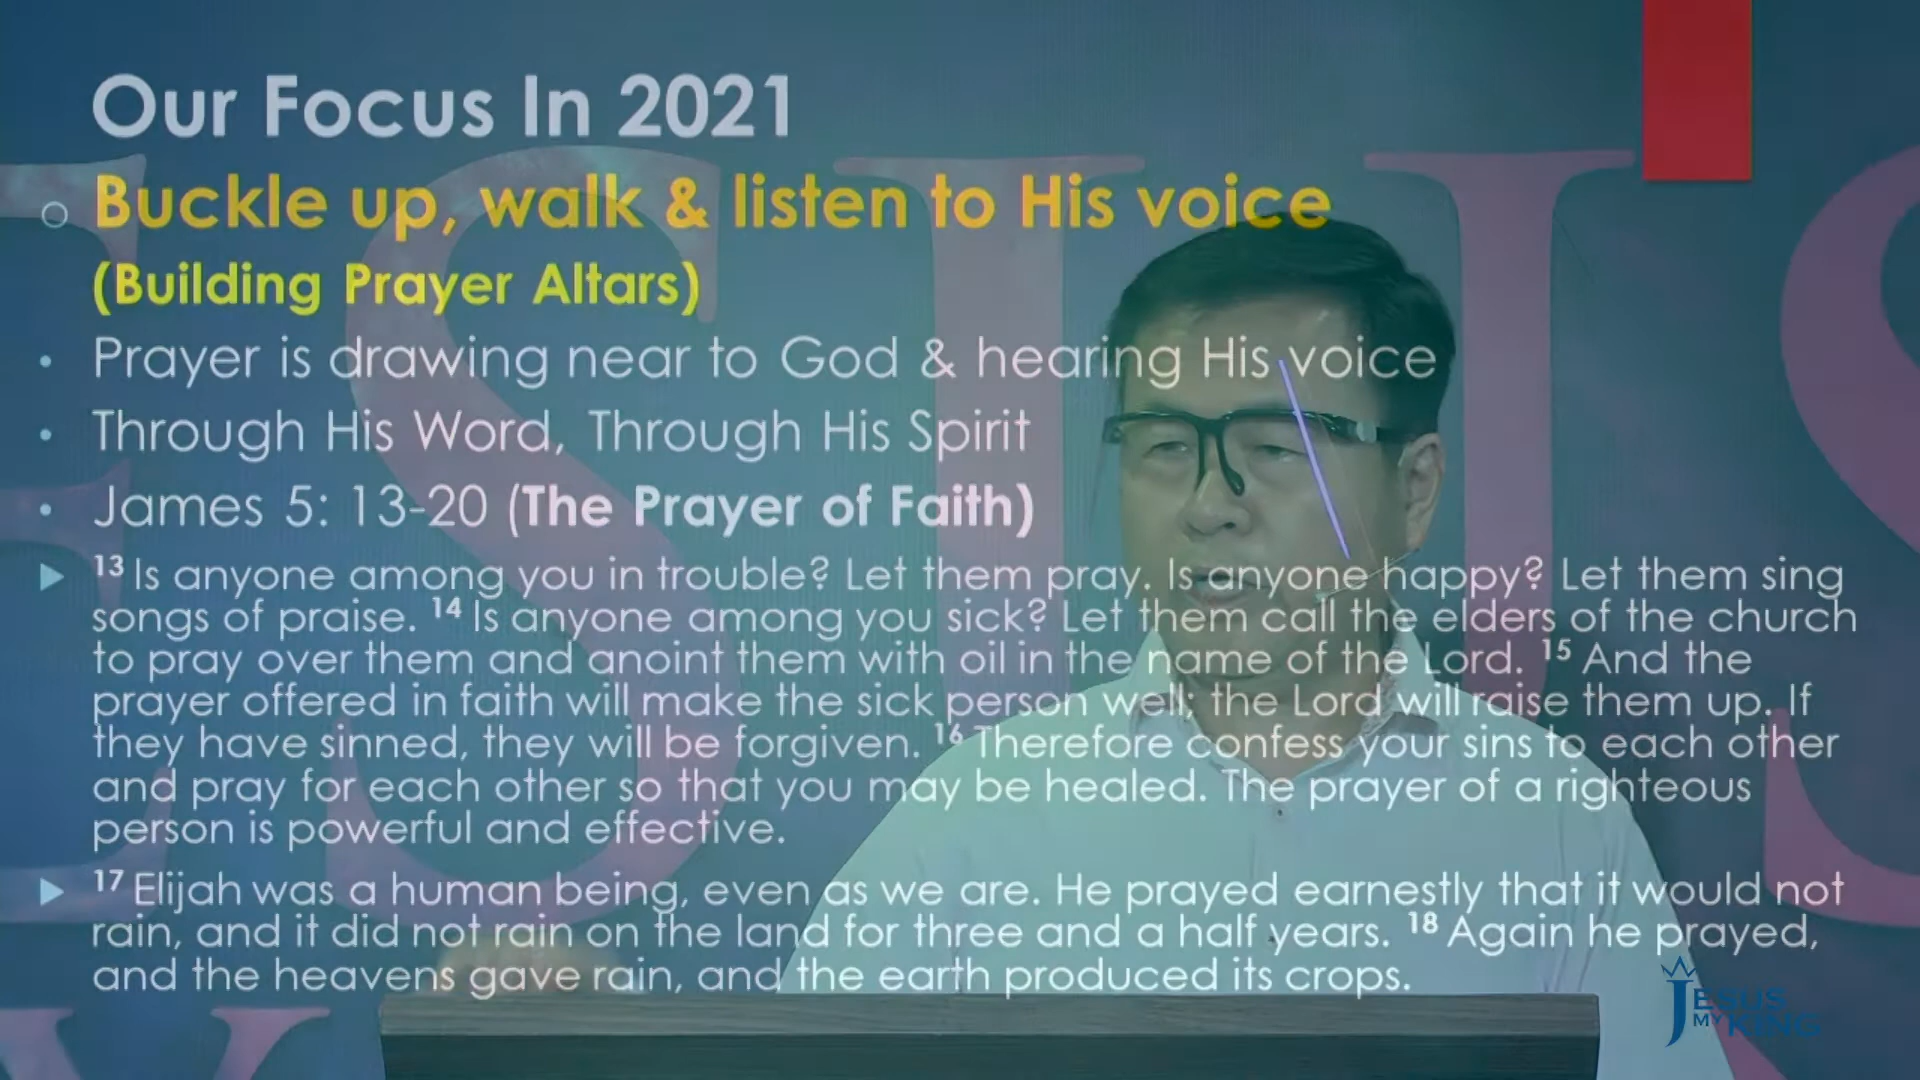 Our Focus In 2021
Buckle up, walk & listen to His voice
(Building Prayer Altars)
• Prayer is drawing near to God & hearing His voice
• Through His Word, Through His Spirit
• James 5: 13-20 (The Prayer of Faith)
13 Is anyone among you in trouble? Let them pray. Is anyone happy? Let them sing
songs of praise. 14 Is anyone among you sick? Let them call the elders of the church
to pray over them and anoint them with oil in the name of the Lord. 15 And the
prayer offered in faith will make the sick person well; the Lord will raise them up. If
they have sinned, they will be forgiven. 16 Therefore confess your sins to each other
and pray for each other so that you may be healed. The prayer of a righteous
person is powerful and effective.
17 Elijah was a human being, even as we are. He prayed earnestly that it would not
rain, and it did not rain on the land for three and a half years. 18 Again he prayed,
and the heavens gave rain, and the earth produced its crops.
JESUS
MY KING